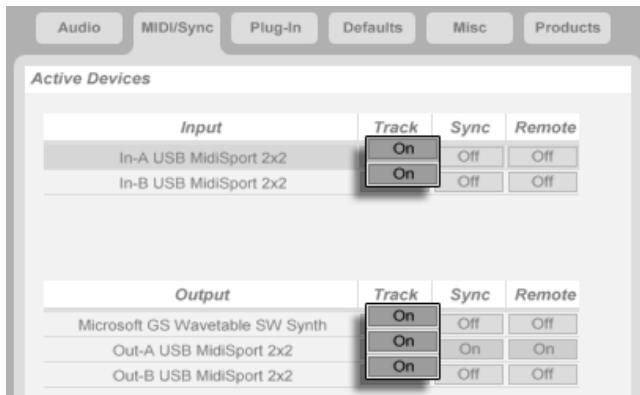 Audio MIDI/Sync Plug-In Defaults Misc Products
Active Devices
Input Track Sync Remote
In-A USB MidiSport 2x2 On Off Off
In-B USB MidiSport 2x2 On Off Off
Output Track Sync Remote
Microsoft GS Wavetable SW Synth On Off Off
Out-A USB MidiSport 2x2 On On On
Out-B USB MidiSport 2x2 On Off Off